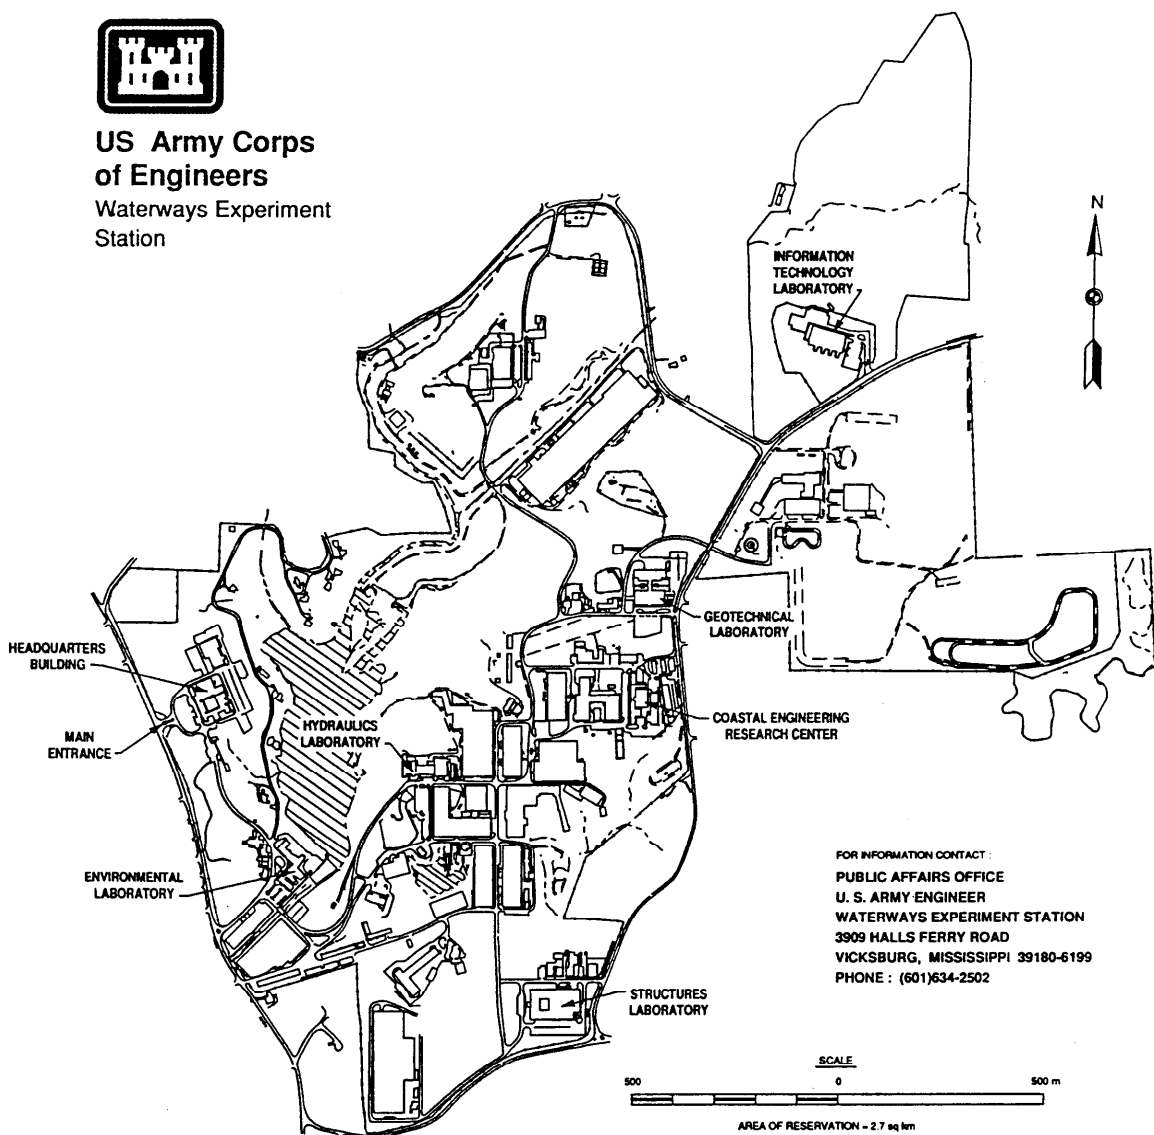 US Army Corps
of Engineers
Waterways Experiment
Station
N
INFORMATION
TECHNOLOGY
LABORATORY
GEOTECHNICAL
LABORATORY
HEADQUARTERS
BUILDING
MAIN
ENTRANCE
HYDRAULICS
LABORATORY
COASTAL ENGINEERING
RESEARCH CENTER
ENVIRONMENTAL
LABORATORY
FOR INFORMATION CONTACT :
PUBLIC AFFAIRS OFFICE
U. S. ARMY ENGINEER
WATERWAYS EXPERIMENT STATION
3909 HALLS FERRY ROAD
VICKSBURG, MISSISSIPPI 39180-6199
PHONE : (601)634-2502
STRUCTURES
LABORATORY
SCALE
500 0 500 m
AREA OF RESERVATION = 2.7 sq km